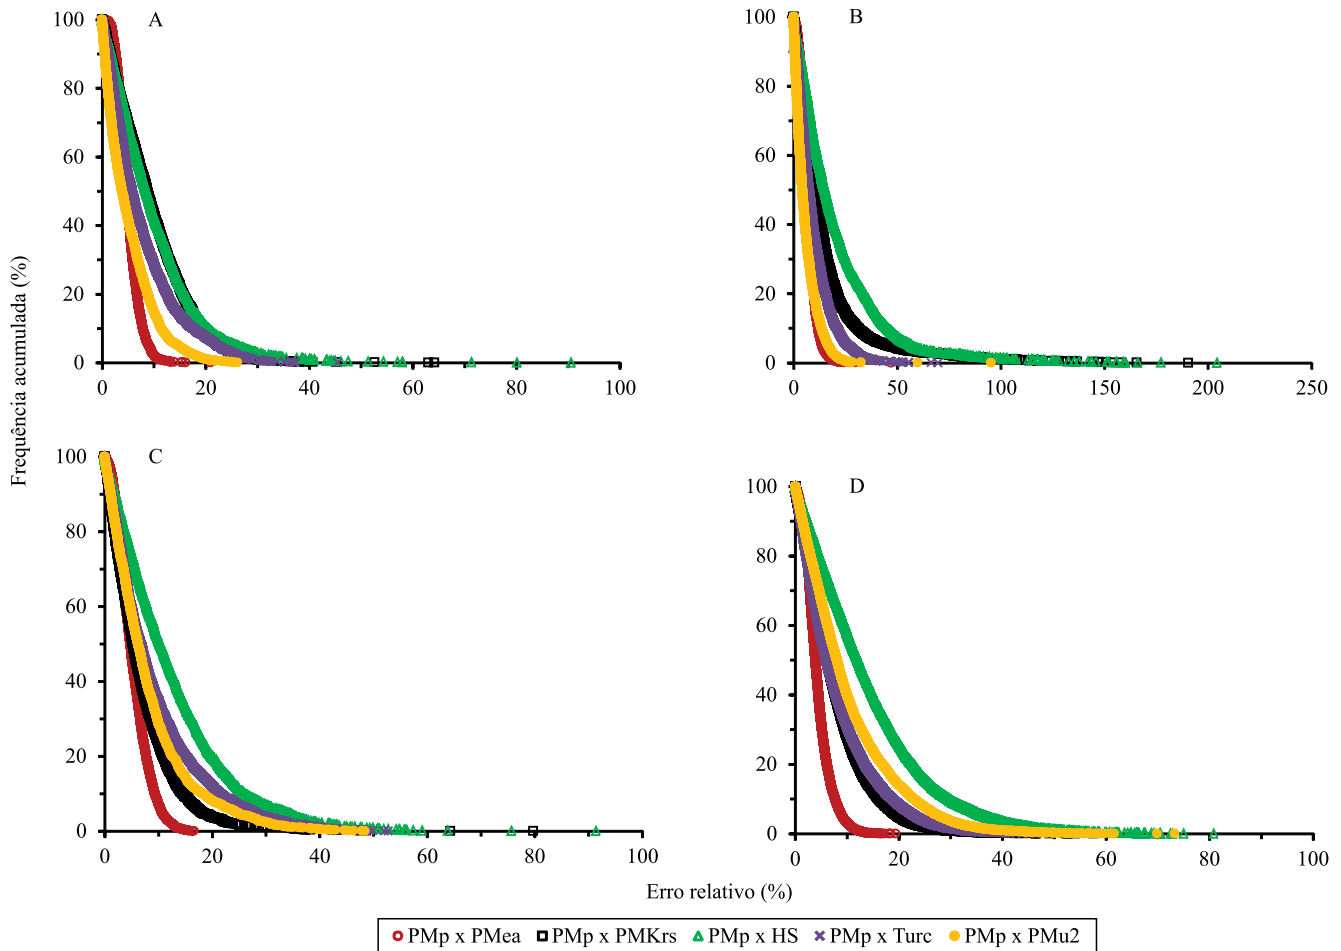 A
100
80
60
40
20
0
0 20 40 60 80 100
B
100
80
60
40
20
0
0 50 100 150 200 250
Frequência acumulada (%)
C
100
80
60
40
20
0
0 20 40 60 80 100
D
100
80
60
40
20
0
0 20 40 60 80 100
Erro relativo (%)
PMp x PMea PMp x PMKrs PMp x HS PMp x Turc PMp x PMu2